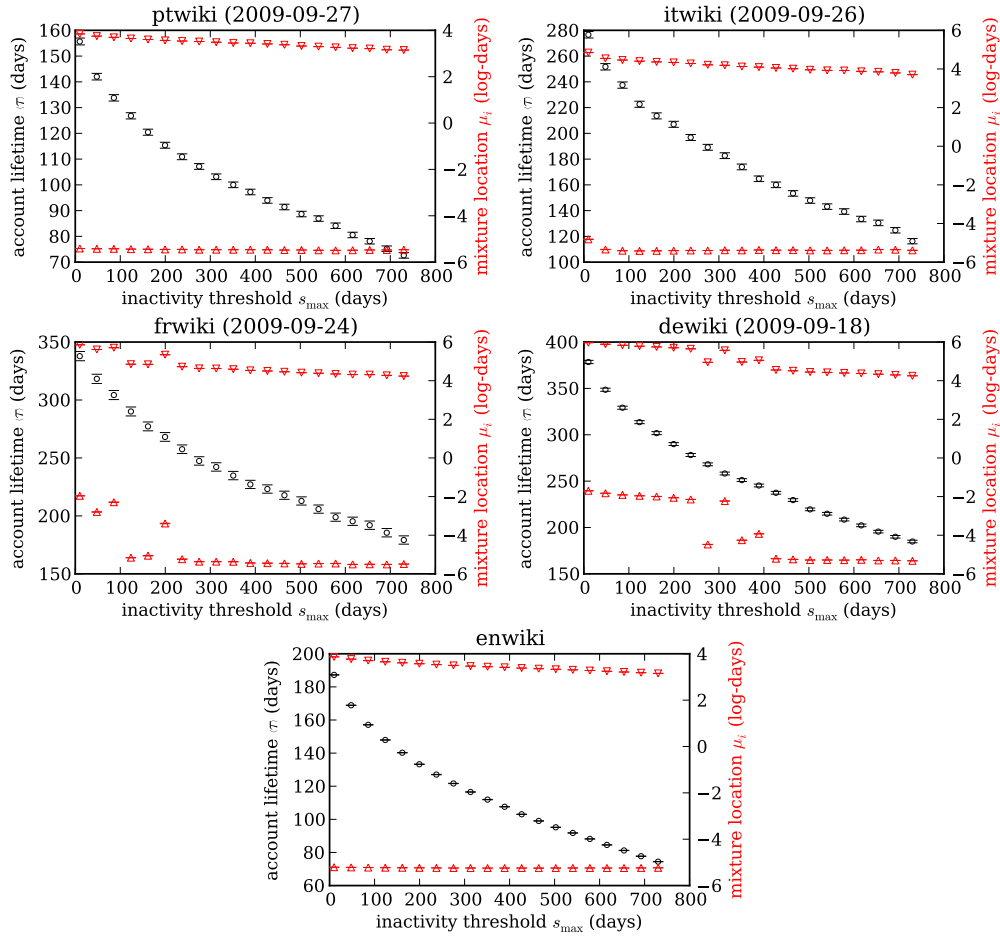 ptwiki (2009-09-27)
160
150
140
130
120
110
100
90
80
70
account lifetime ⟨τ⟩ (days)
4
2
0
−2
−4
−6
mixture location μᵢ (log-days)
0 100 200 300 400 500 600 700 800
inactivity threshold s_max (days)
itwiki (2009-09-26)
280
260
240
220
200
180
160
140
120
100
account lifetime ⟨τ⟩ (days)
6
4
2
0
−2
−4
−6
mixture location μᵢ (log-days)
0 100 200 300 400 500 600 700 800
inactivity threshold s_max (days)
frwiki (2009-09-24)
350
300
250
200
150
account lifetime ⟨τ⟩ (days)
6
4
2
0
−2
−4
−6
mixture location μᵢ (log-days)
0 100 200 300 400 500 600 700 800
inactivity threshold s_max (days)
dewiki (2009-09-18)
400
350
300
250
200
150
account lifetime ⟨τ⟩ (days)
6
4
2
0
−2
−4
−6
mixture location μᵢ (log-days)
0 100 200 300 400 500 600 700 800
inactivity threshold s_max (days)
enwiki
200
180
160
140
120
100
80
60
account lifetime ⟨τ⟩ (days)
4
2
0
−2
−4
−6
mixture location μᵢ (log-days)
0 100 200 300 400 500 600 700 800
inactivity threshold s_max (days)